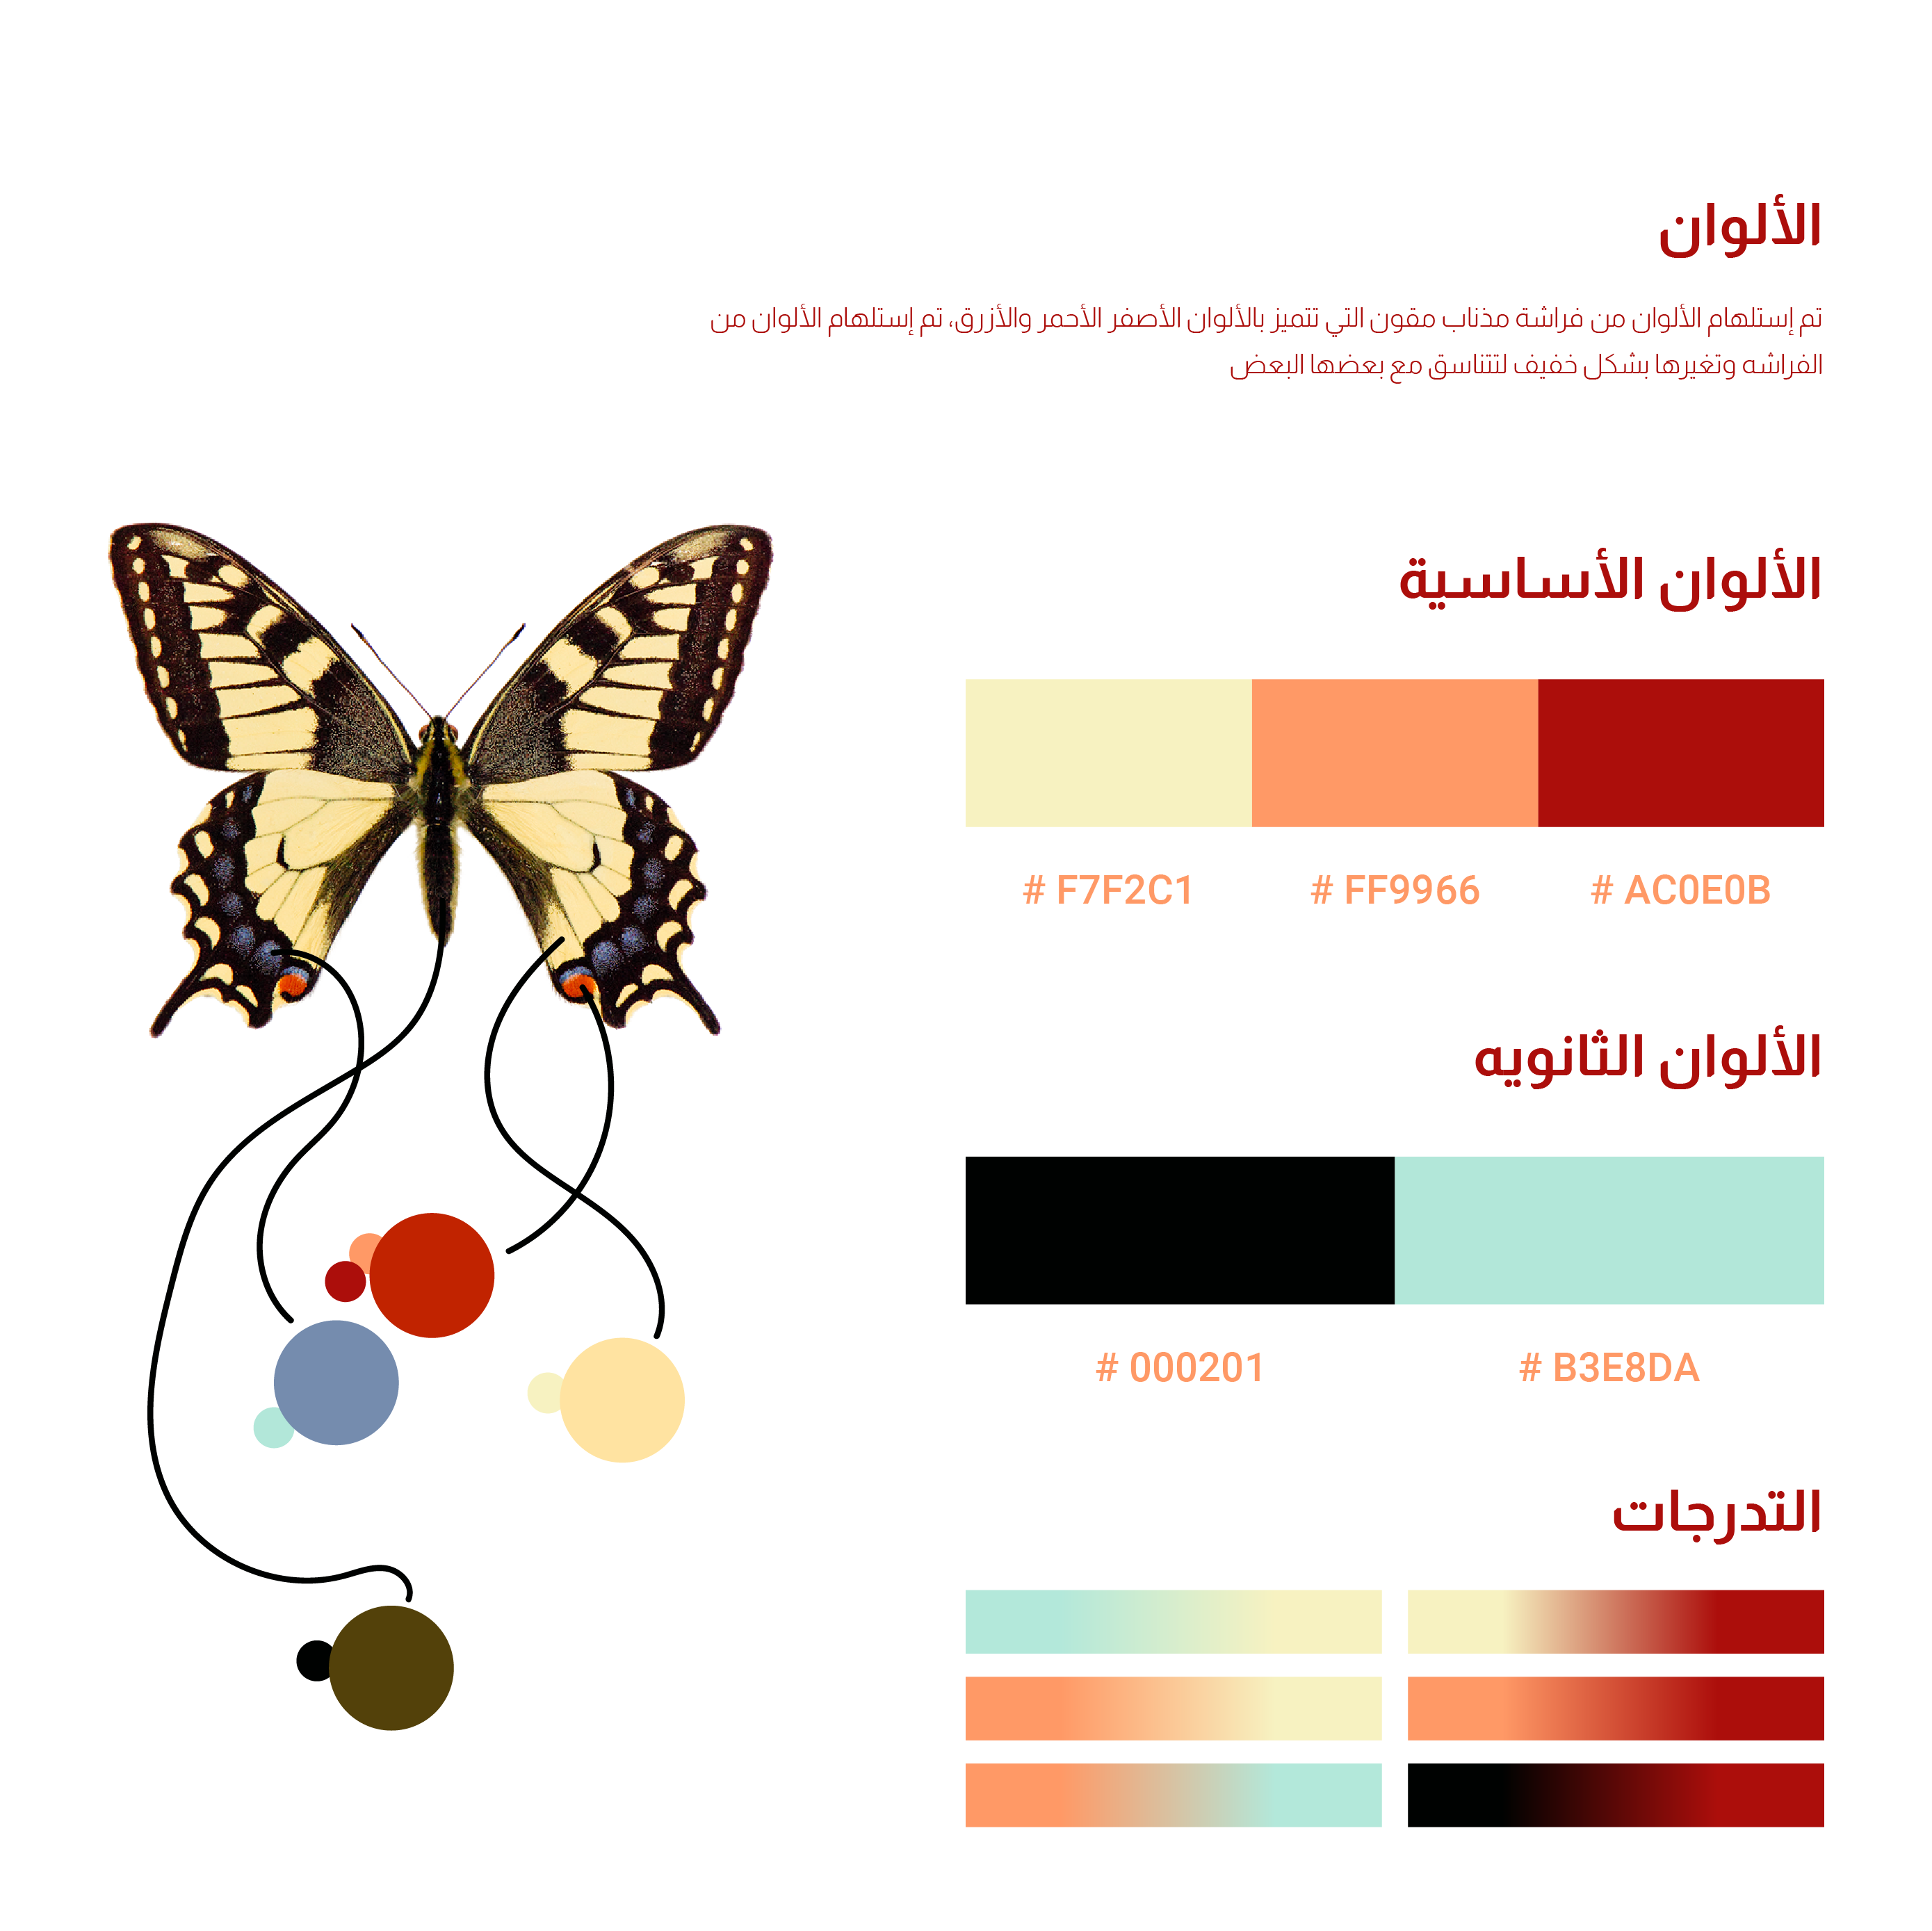 الألوان
تم إستلهام الألوان من فراشة مذناب مقون التي تتميز بالألوان الأصفر الأحمر والأزرق، تم إستلهام الألوان من
الفراشه وتغيرها بشكل خفيف لتتناسق مع بعضها البعض
الألوان الأساسية
# AC0E0B
# FF9966
# F7F2C1
الألوان الثانويه
# B3E8DA
# 000201
التدرجات